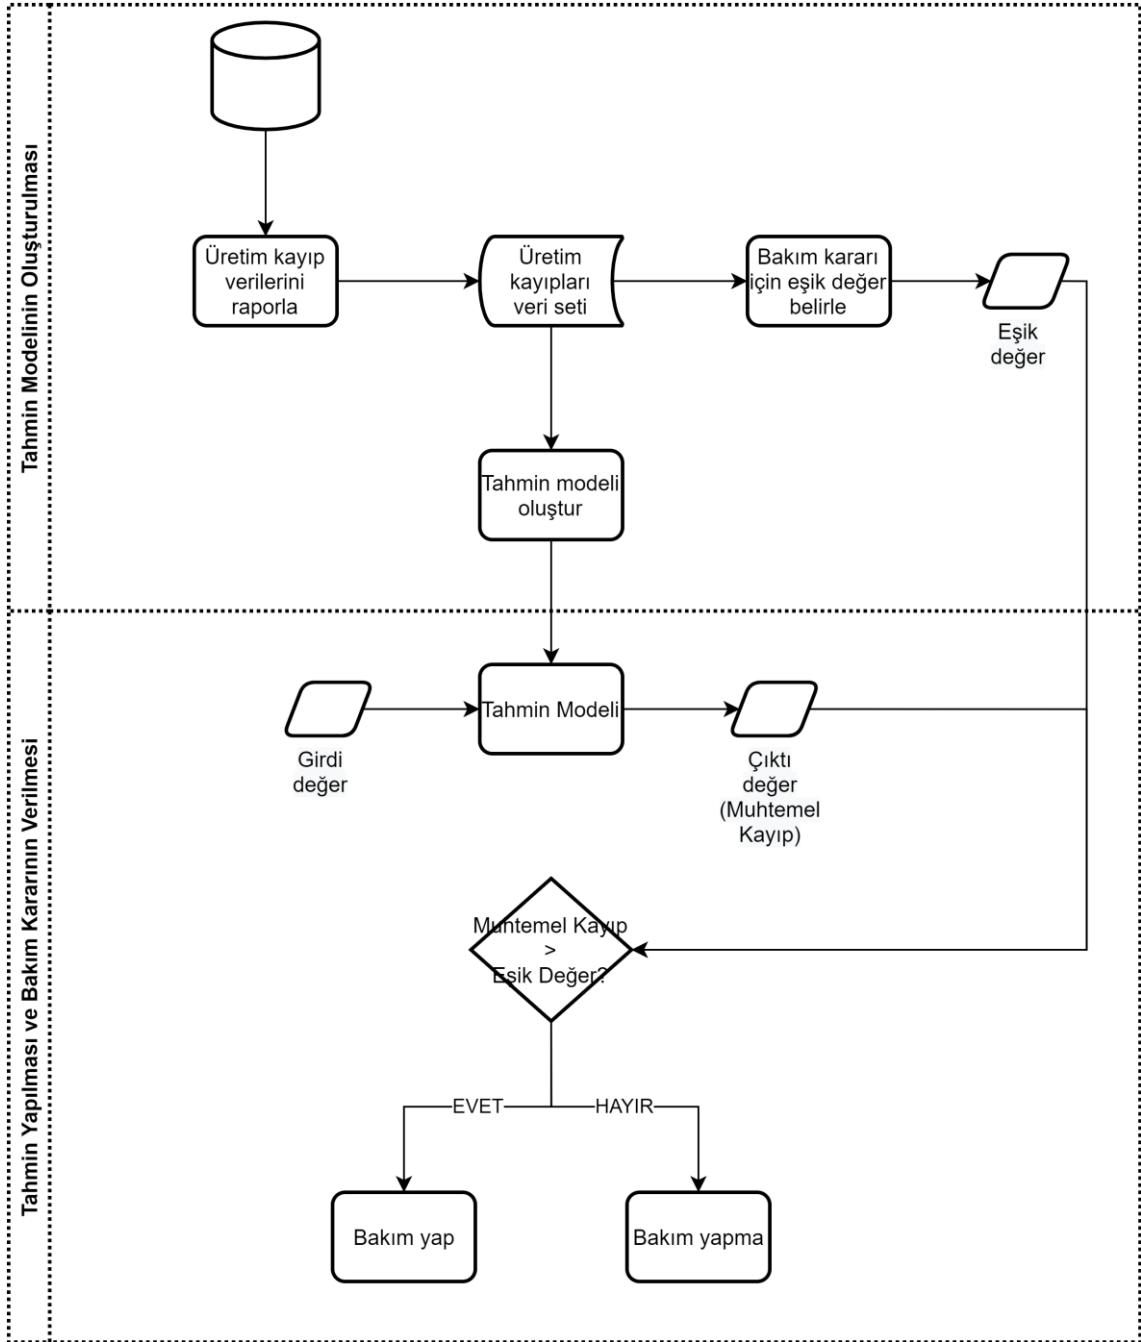 Tahmin Modelinin Oluşturulması
Üretim kayıp
verilerini
raporla
Üretim
kayıpları
veri seti
Bakım kararı
için eşik değer
belirle
Eşik
değer
Tahmin modeli
oluştur
Tahmin Yapılması ve Bakım Kararının Verilmesi
Girdi
değer
Tahmin Modeli
Çıktı
değer
(Muhtemel
Kayıp)
Muhtemel Kayıp
>
Eşik Değer?
EVET
HAYIR
Bakım yap
Bakım yapma